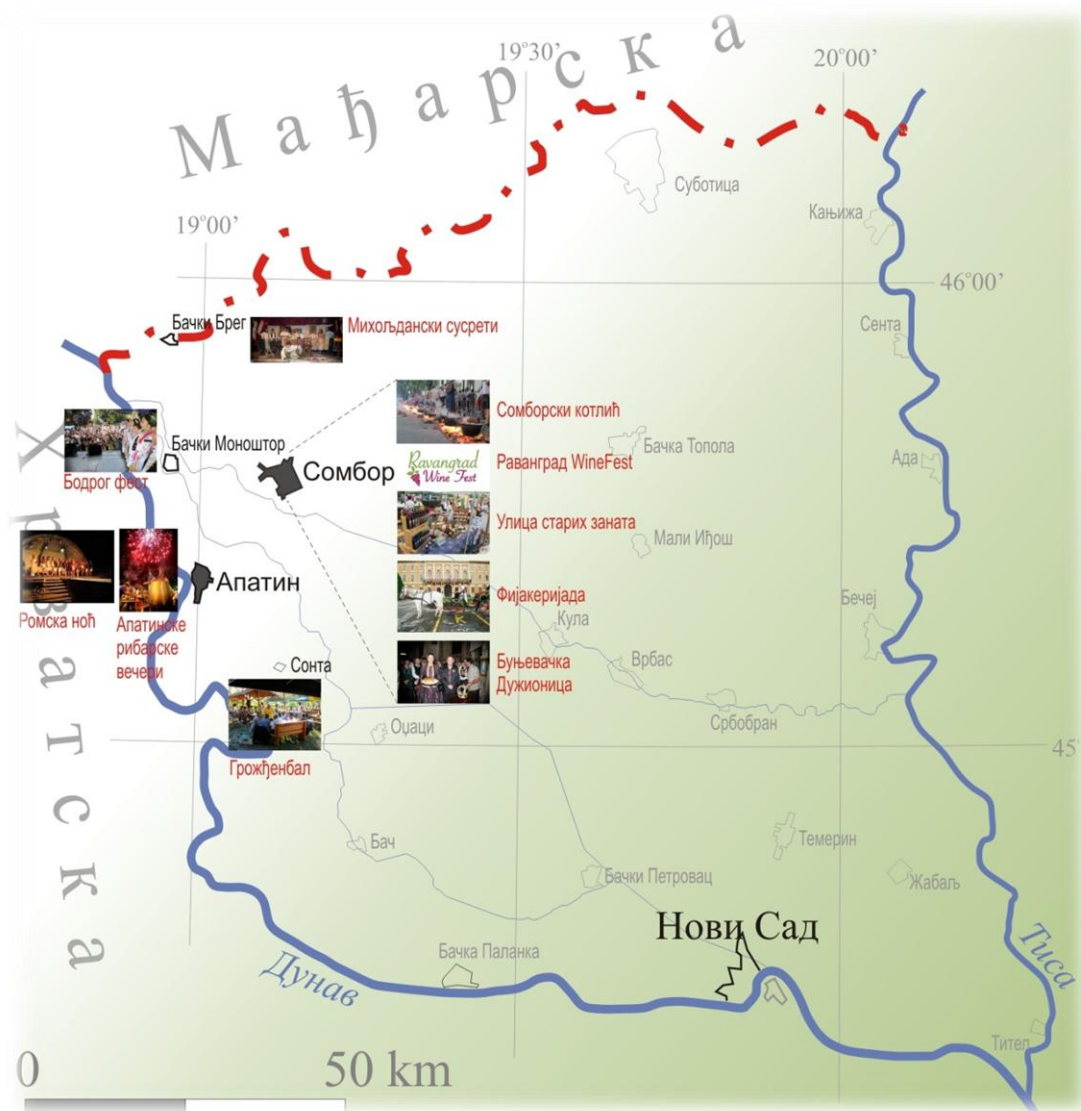 Мађарска
19°30'
20°00'
Суботица
Кањижа
19°00'
46°00'
Сента
Бачки Брег
Михољдански сусрети
Сомборски котлић
Бачка Топола
Бачки Моноштор
Сомбор
Ravangrad
Wine Fest
Раванград WineFest
Ада
Бодрог фест
Улица старих заната
Мали Иђош
Хрватска
Апатин
Фијакеријада
Бечеј
Ромска ноћ
Апатинске
рибарске
вечери
Кула
Сонта
Буњевачка
Дужионица
Врбас
Србобран
Оџаци
45°
Грожђенбал
Бач
Темерин
Бачки Петровац
Жабаљ
Нови Сад
Бачка Паланка
Дунав
Тиса
Тител
0
50 km